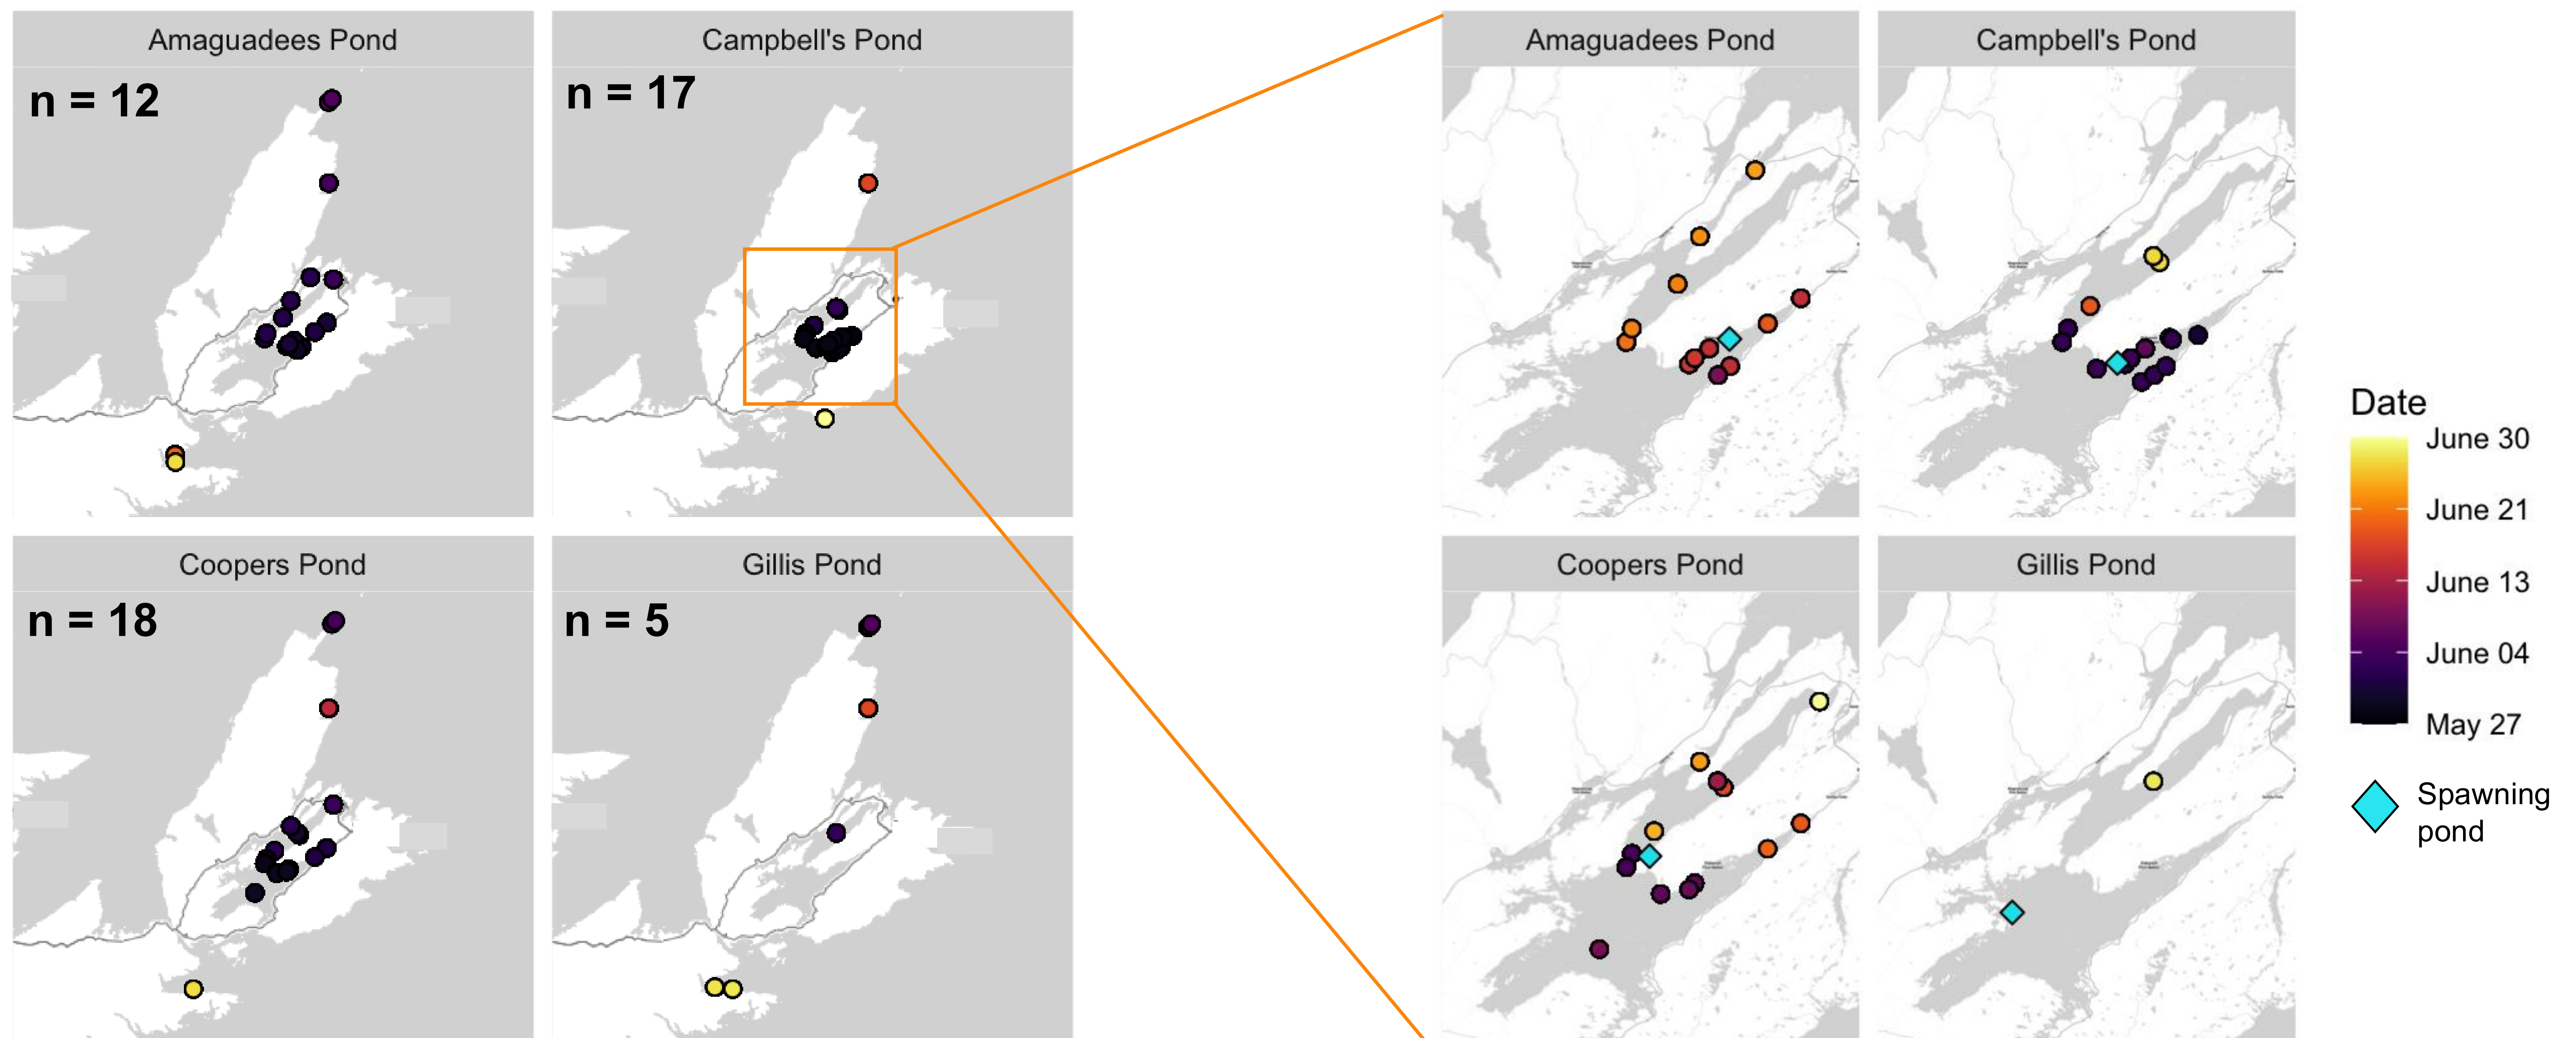 Amaguadees Pond
n = 12
Campbell's Pond
n = 17
Amaguadees Pond
Campbell's Pond
Coopers Pond
n = 18
Gillis Pond
n = 5
Coopers Pond
Gillis Pond
Date
June 30
June 21
June 13
June 04
May 27
Spawning
pond